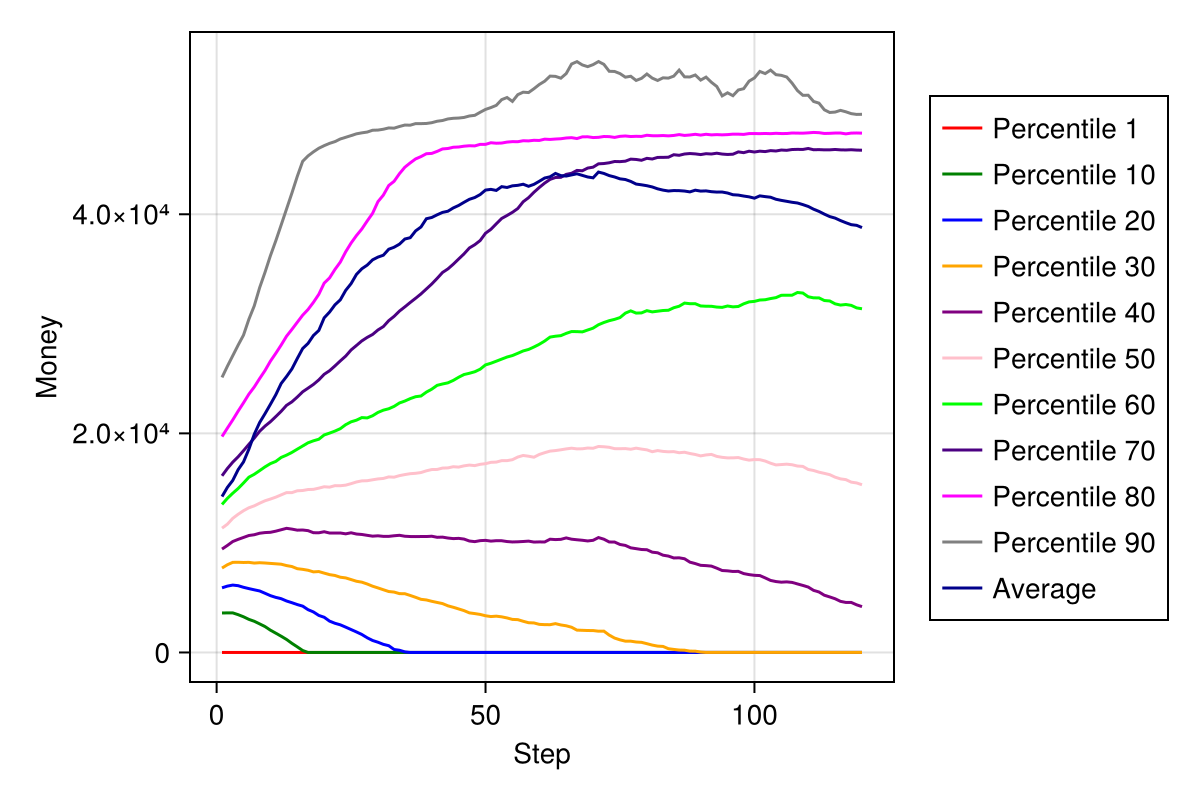 Money
4.0×10⁴
2.0×10⁴
0
0
50
100
Step
Percentile 1
Percentile 10
Percentile 20
Percentile 30
Percentile 40
Percentile 50
Percentile 60
Percentile 70
Percentile 80
Percentile 90
Average